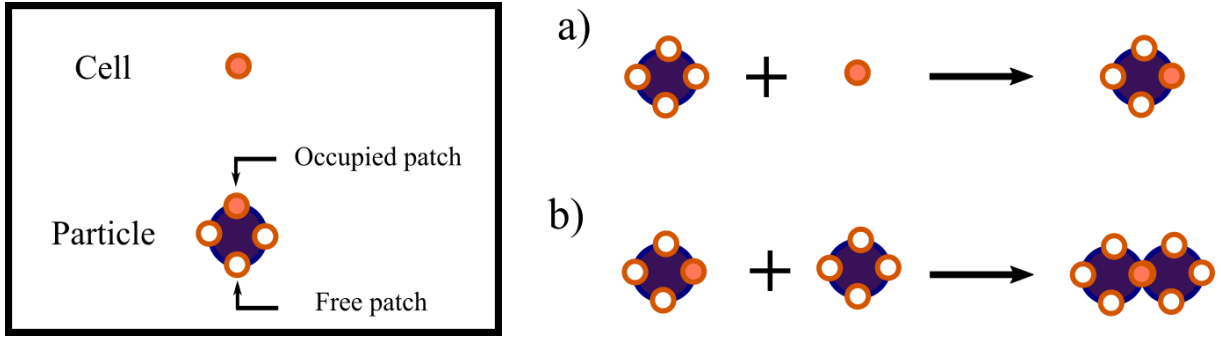 Cell
Occupied patch
Particle
Free patch
a)
+
b)
+